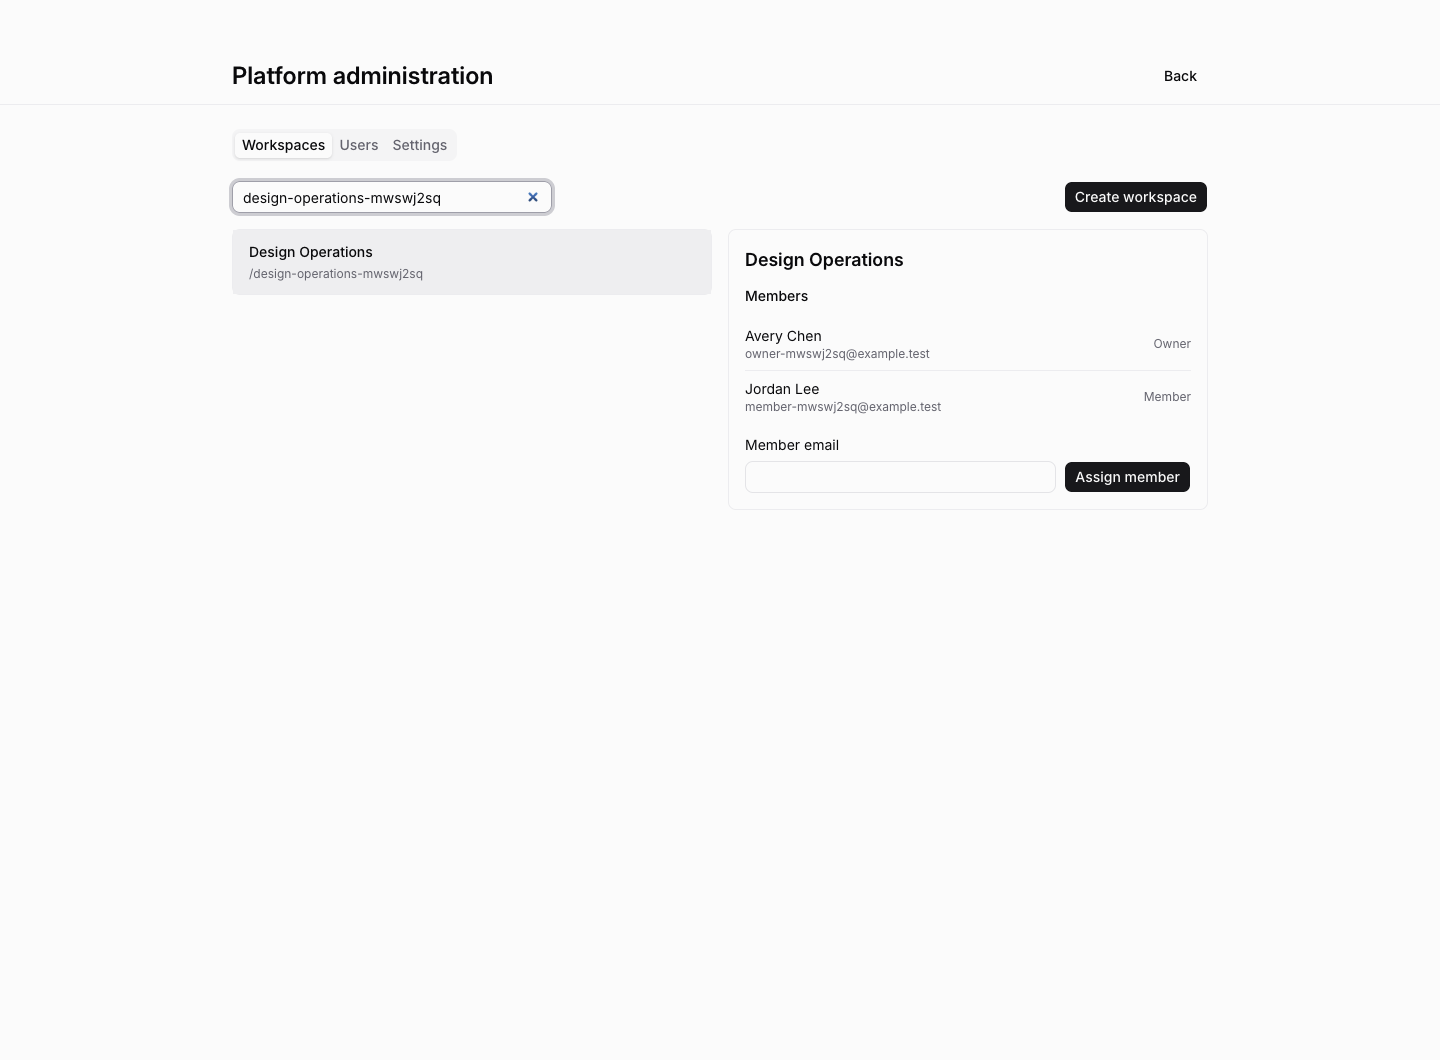 Platform administration
Back
Workspaces
Users
Settings
design-operations-mwswj2sq
Create workspace
Design Operations
/design-operations-mwswj2sq
Design Operations
Members
Avery Chen
owner-mwswj2sq@example.test
Owner
Jordan Lee
member-mwswj2sq@example.test
Member
Member email
Assign member